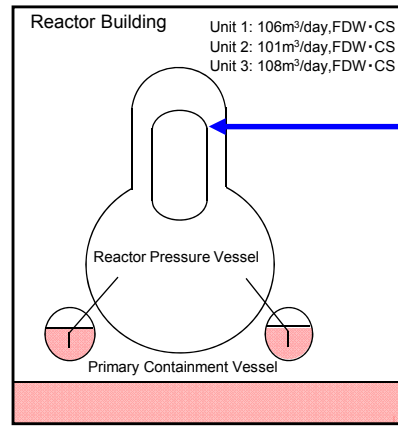 Reactor Building
Unit 1: 106m³/day,FDW・CS
Unit 2: 101m³/day,FDW・CS
Unit 3: 108m³/day,FDW・CS
Reactor Pressure Vessel
Primary Containment Vessel